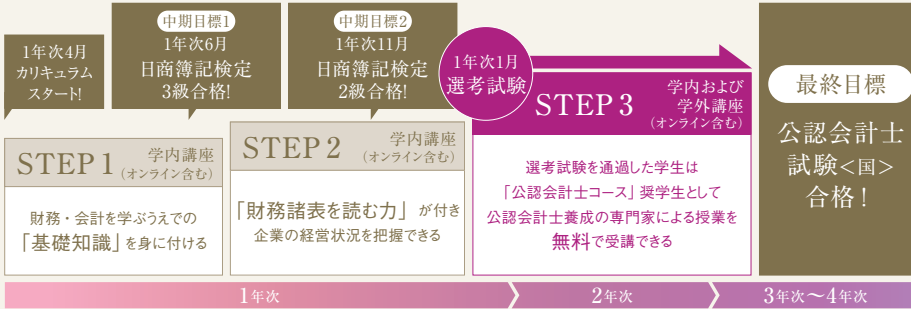 1年次4月
カリキュラム
スタート!
中期目標1
1年次6月
日商簿記検定
3級合格!
中期目標2
1年次11月
日商簿記検定
2級合格!
1年次1月
選考試験
STEP 1
学内講座
(オンライン含む)
財務・会計を学ぶうえでの
「基礎知識」を身に付ける
STEP 2
学内講座
(オンライン含む)
「財務諸表を読む力」が付き
企業の経営状況を把握できる
STEP 3
学内および
学外講座
(オンライン含む)
選考試験を通過した学生は
「公認会計士コース」奨学生として
公認会計士養成の専門家による授業を
無料で受講できる
最終目標
公認会計士
試験<国>
合格!
1年次
2年次
3年次〜4年次